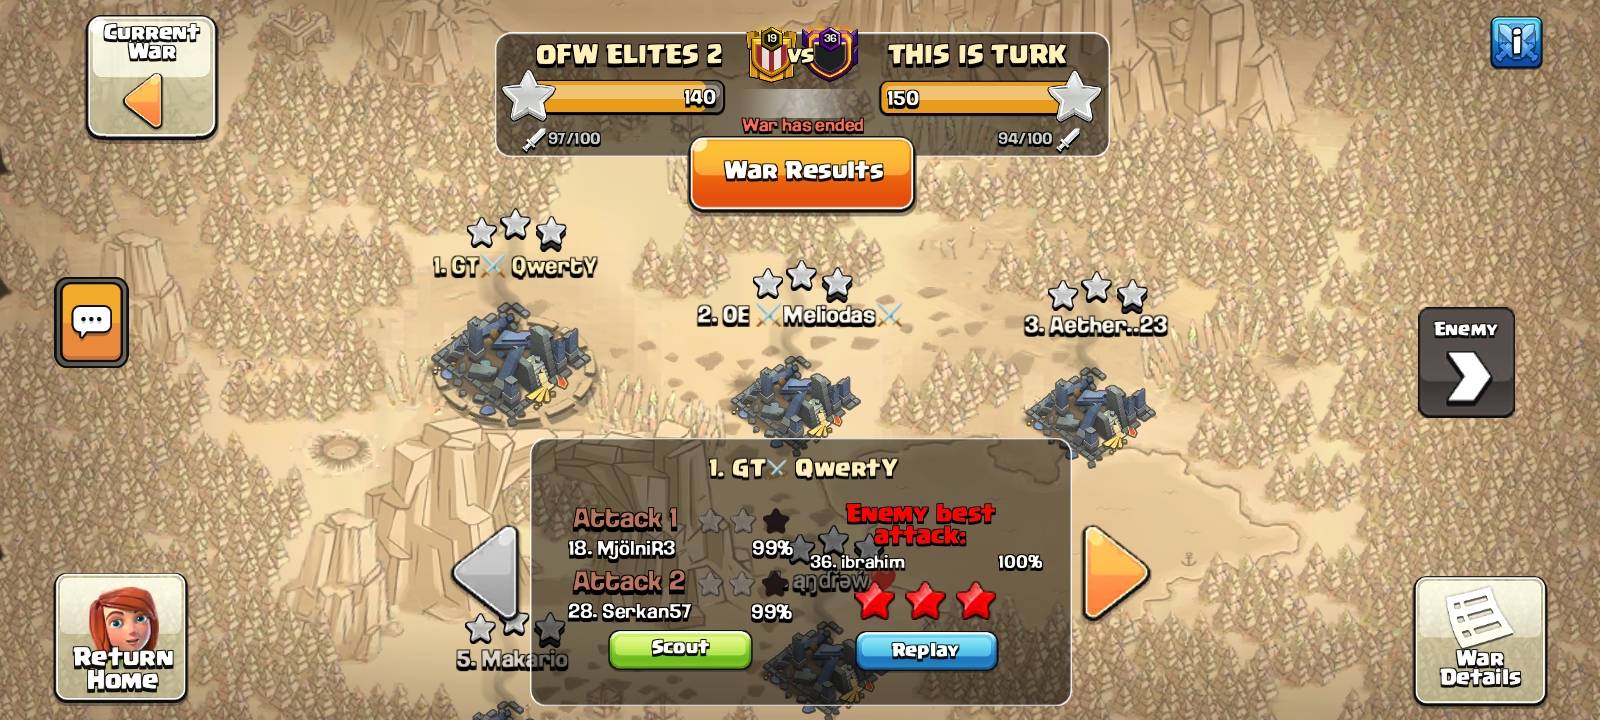 Current
War
OFW ELITES 2
19
VS
36
THIS IS TURK
140
150
97/100
War has ended
94/100
War Results
1. GT⚔ QwertY
2. OE ⚔Meliodas⚔
3. Aether..23
Enemy
1. GT⚔ QwertY
Attack 1
18. MjölniR3
99%
Attack 2
28. Serkan57
99%
Enemy best
attack:
36. ibrahim
100%
Scout
Replay
5. Makario
Return
Home
War
Details